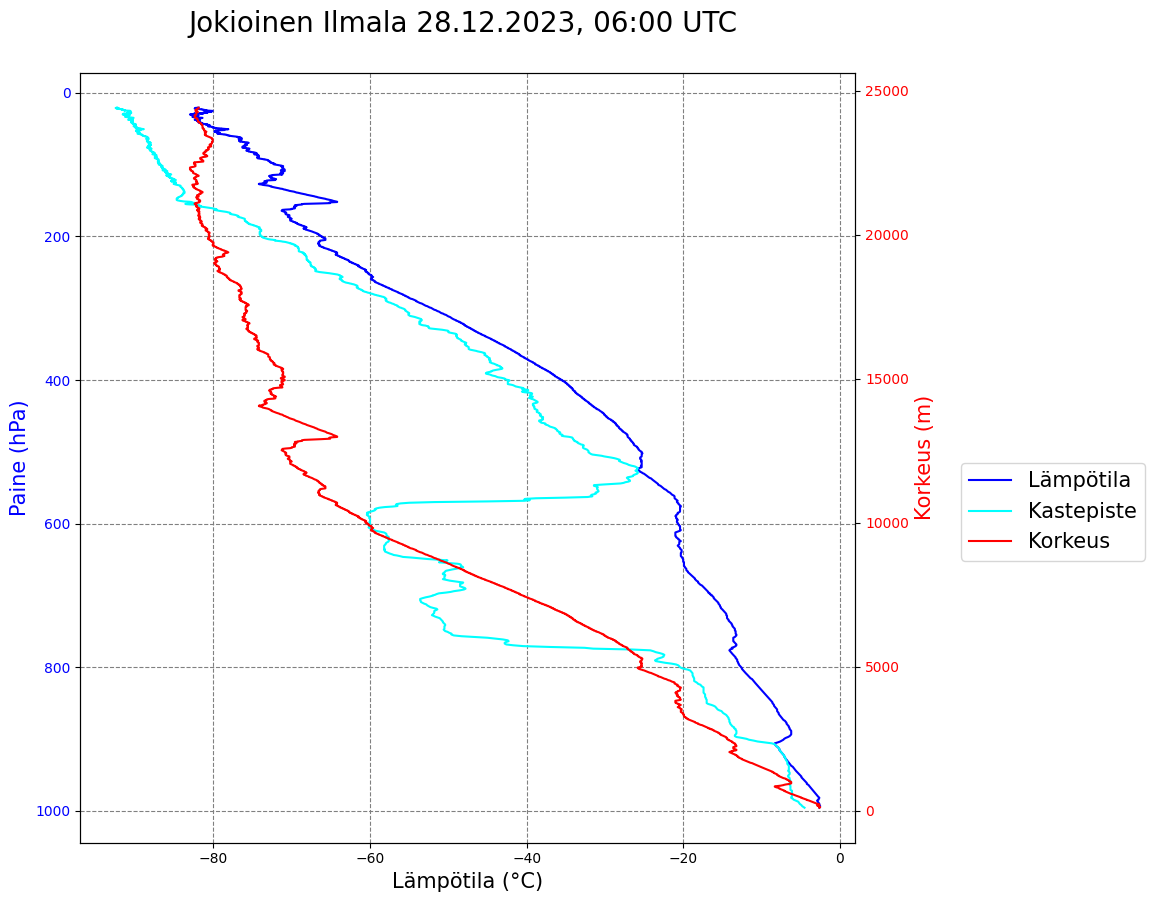 Jokioinen Ilmala 28.12.2023, 06:00 UTC
Paine (hPa)
0
200
400
600
800
1000
−80
−60
−40
−20
0
Lämpötila (°C)
25000
20000
15000
10000
5000
0
Korkeus (m)
Lämpötila
Kastepiste
Korkeus